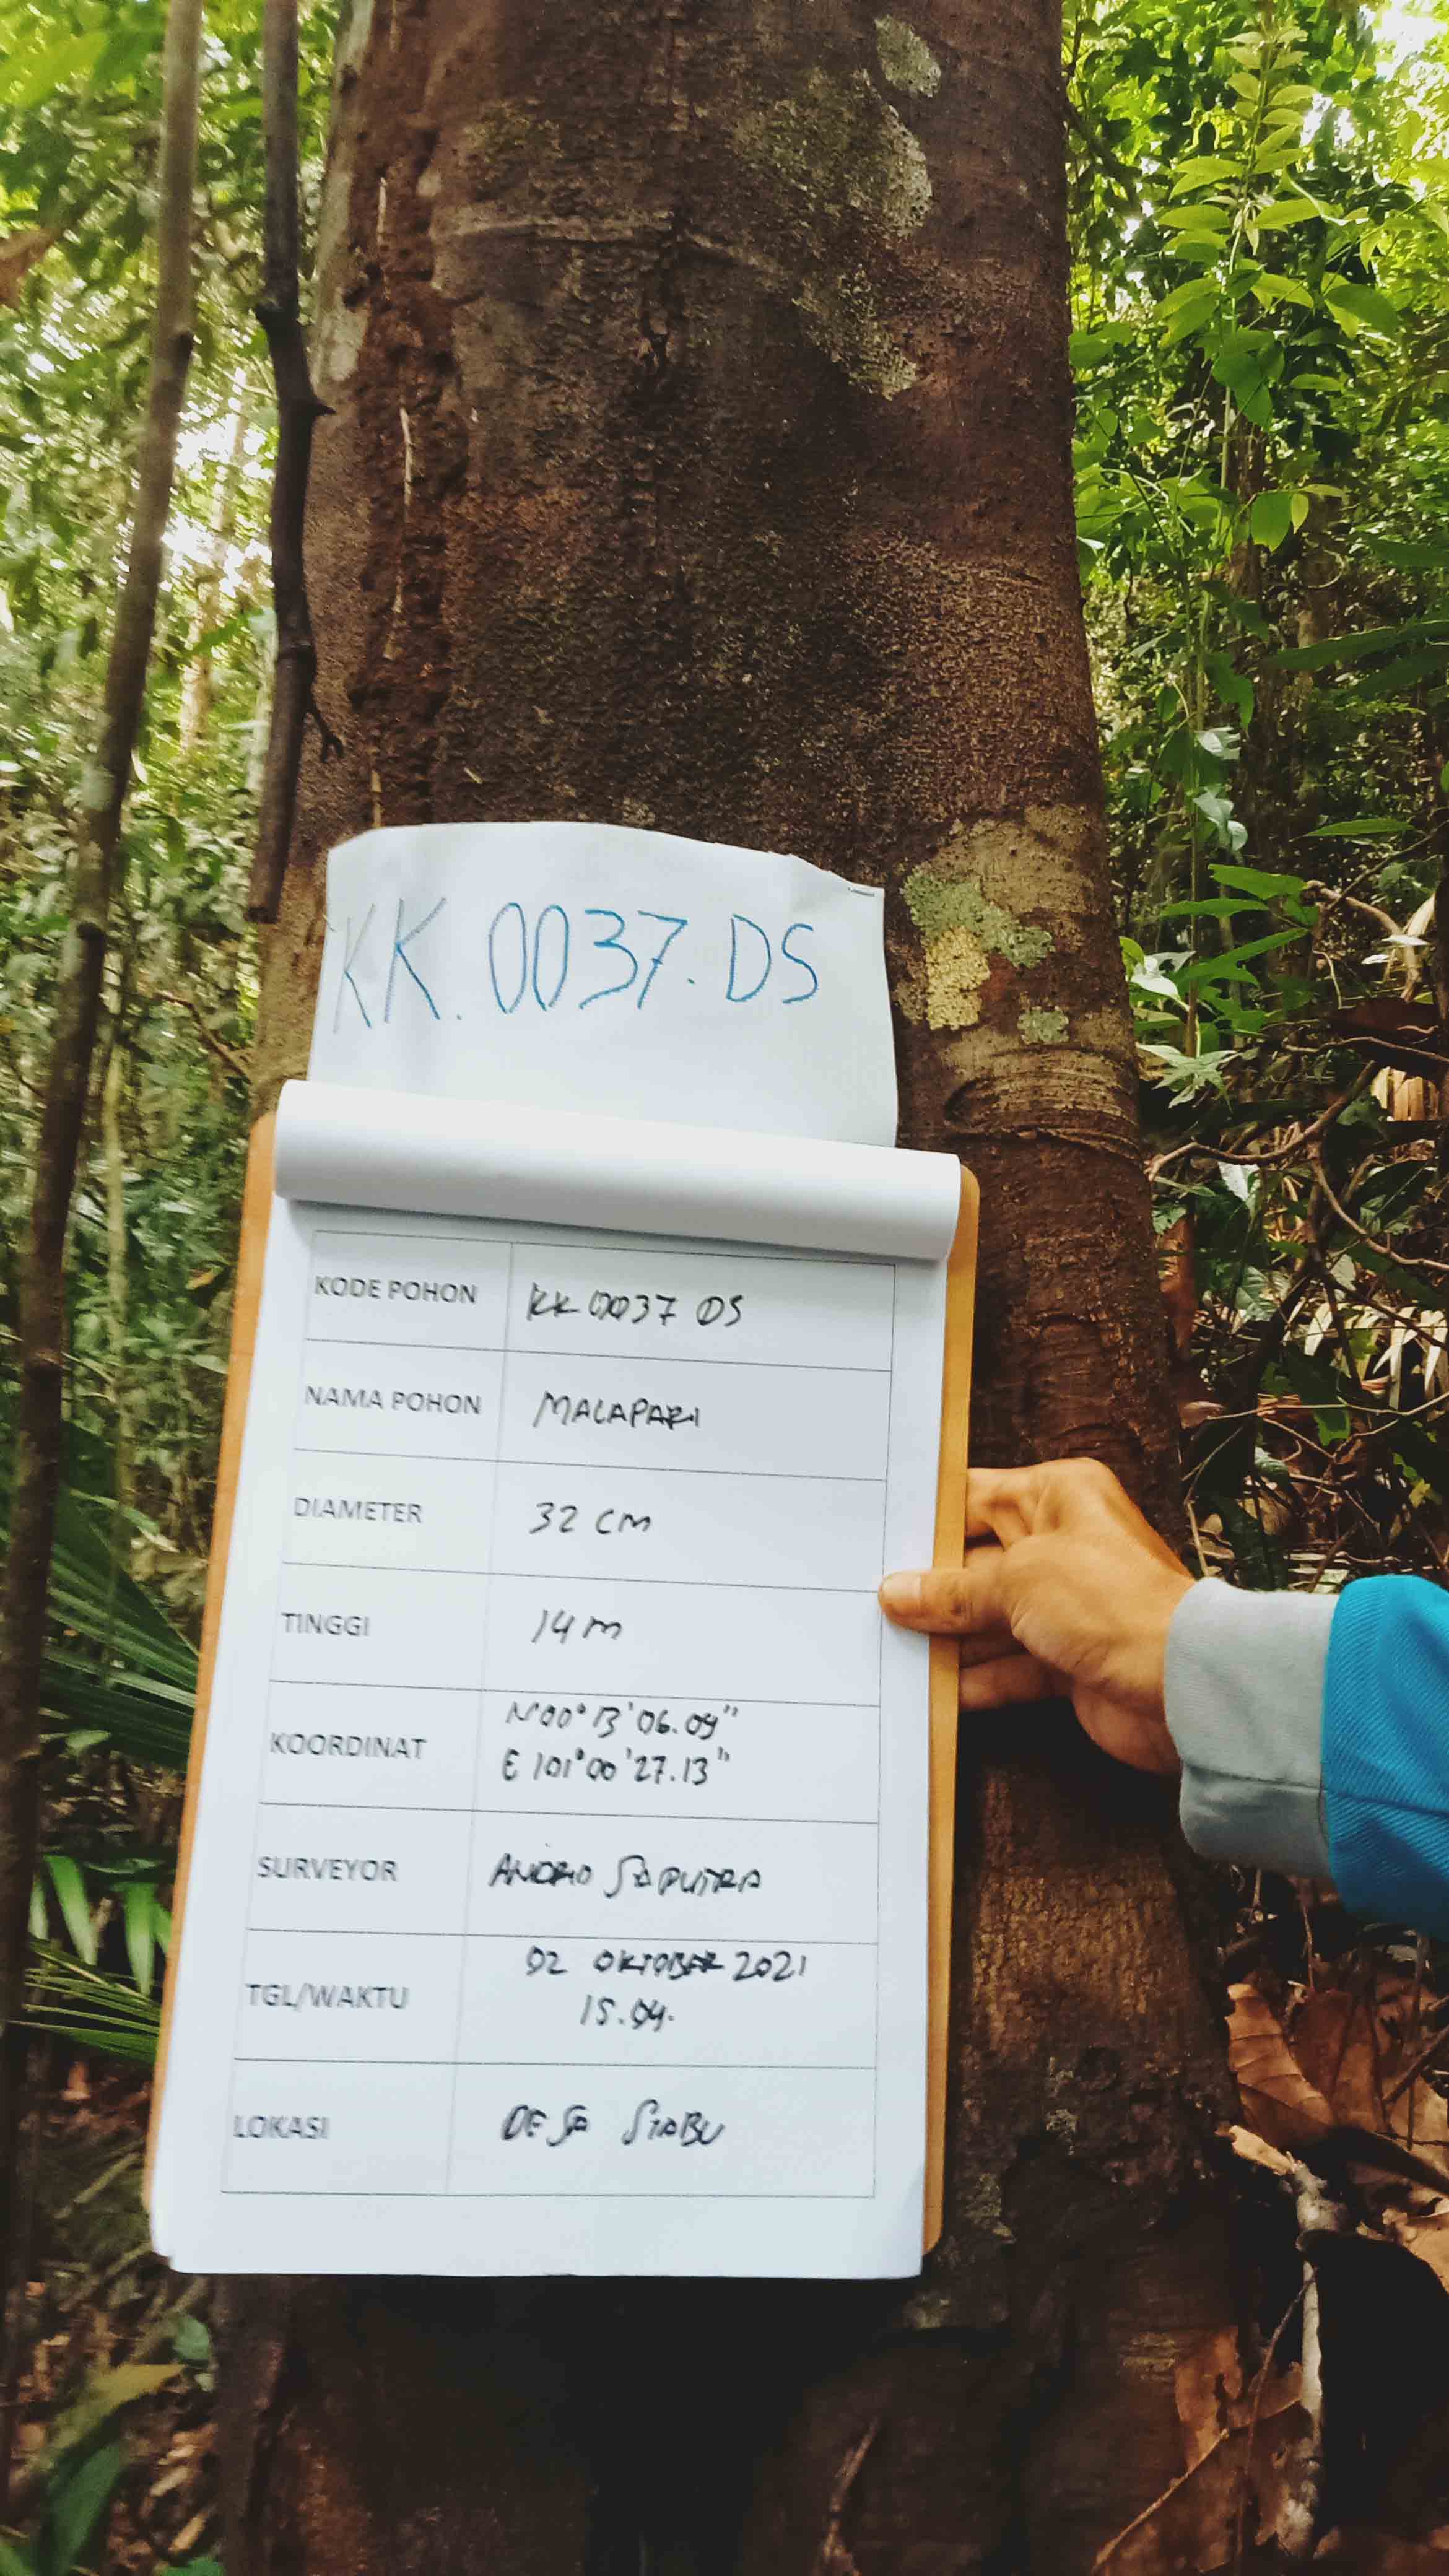 KK.0037.DS
KODE POHON KK 0037 DS
NAMA POHON MALAPARI
DIAMETER 32 cm
TINGGI 14 m
KOORDINAT N 00° 13' 06.09"
E 101° 00' 27.13"
SURVEYOR ANDRO SAPUTRA
TGL/WAKTU 02 OKTOBER 2021
15.04.
LOKASI DESA SIABU